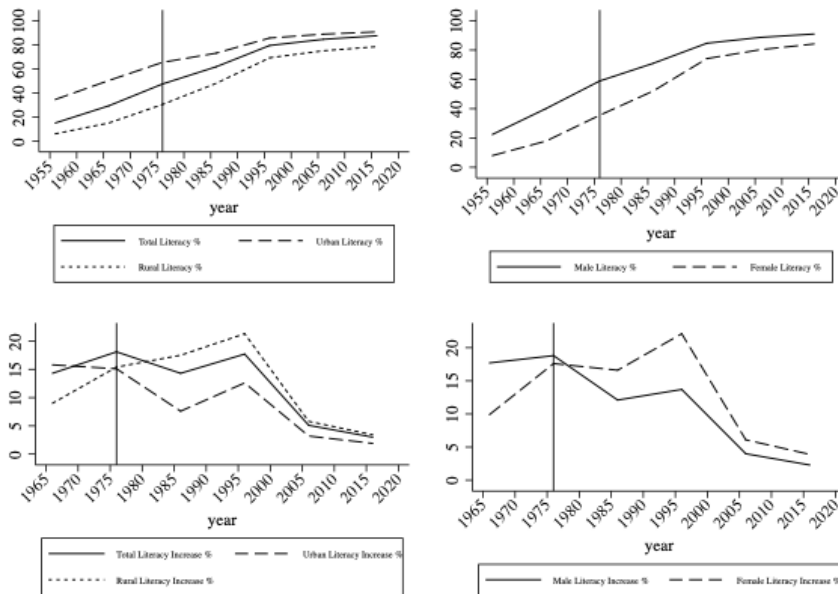 0 20 40 60 80 100
1955 1960 1965 1970 1975 1980 1985 1990 1995 2000 2005 2010 2015 2020
year
Total Literacy % Urban Literacy %
Rural Literacy %
0 20 40 60 80 100
1955 1960 1965 1970 1975 1980 1985 1990 1995 2000 2005 2010 2015 2020
year
Male Literacy % Female Literacy %
0 5 10 15 20
1965 1970 1975 1980 1985 1990 1995 2000 2005 2010 2015 2020
year
Total Literacy Increase % Urban Literacy Increase %
Rural Literacy Increase %
0 5 10 15 20
1965 1970 1975 1980 1985 1990 1995 2000 2005 2010 2015 2020
year
Male Literacy Increase % Female Literacy Increase %